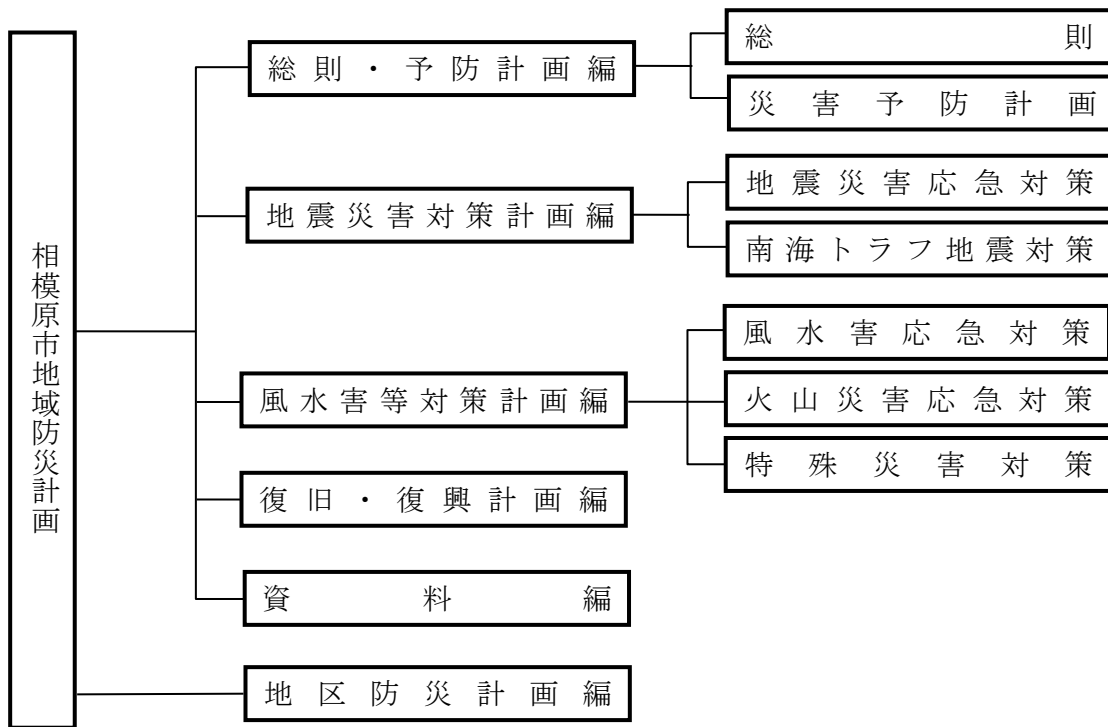 相模原市地域防災計画
総則・予防計画編
総則
災害予防計画
地震災害対策計画編
地震災害応急対策
南海トラフ地震対策
風水害等対策計画編
風水害応急対策
火山災害応急対策
特殊災害対策
復旧・復興計画編
資料編
地区防災計画編